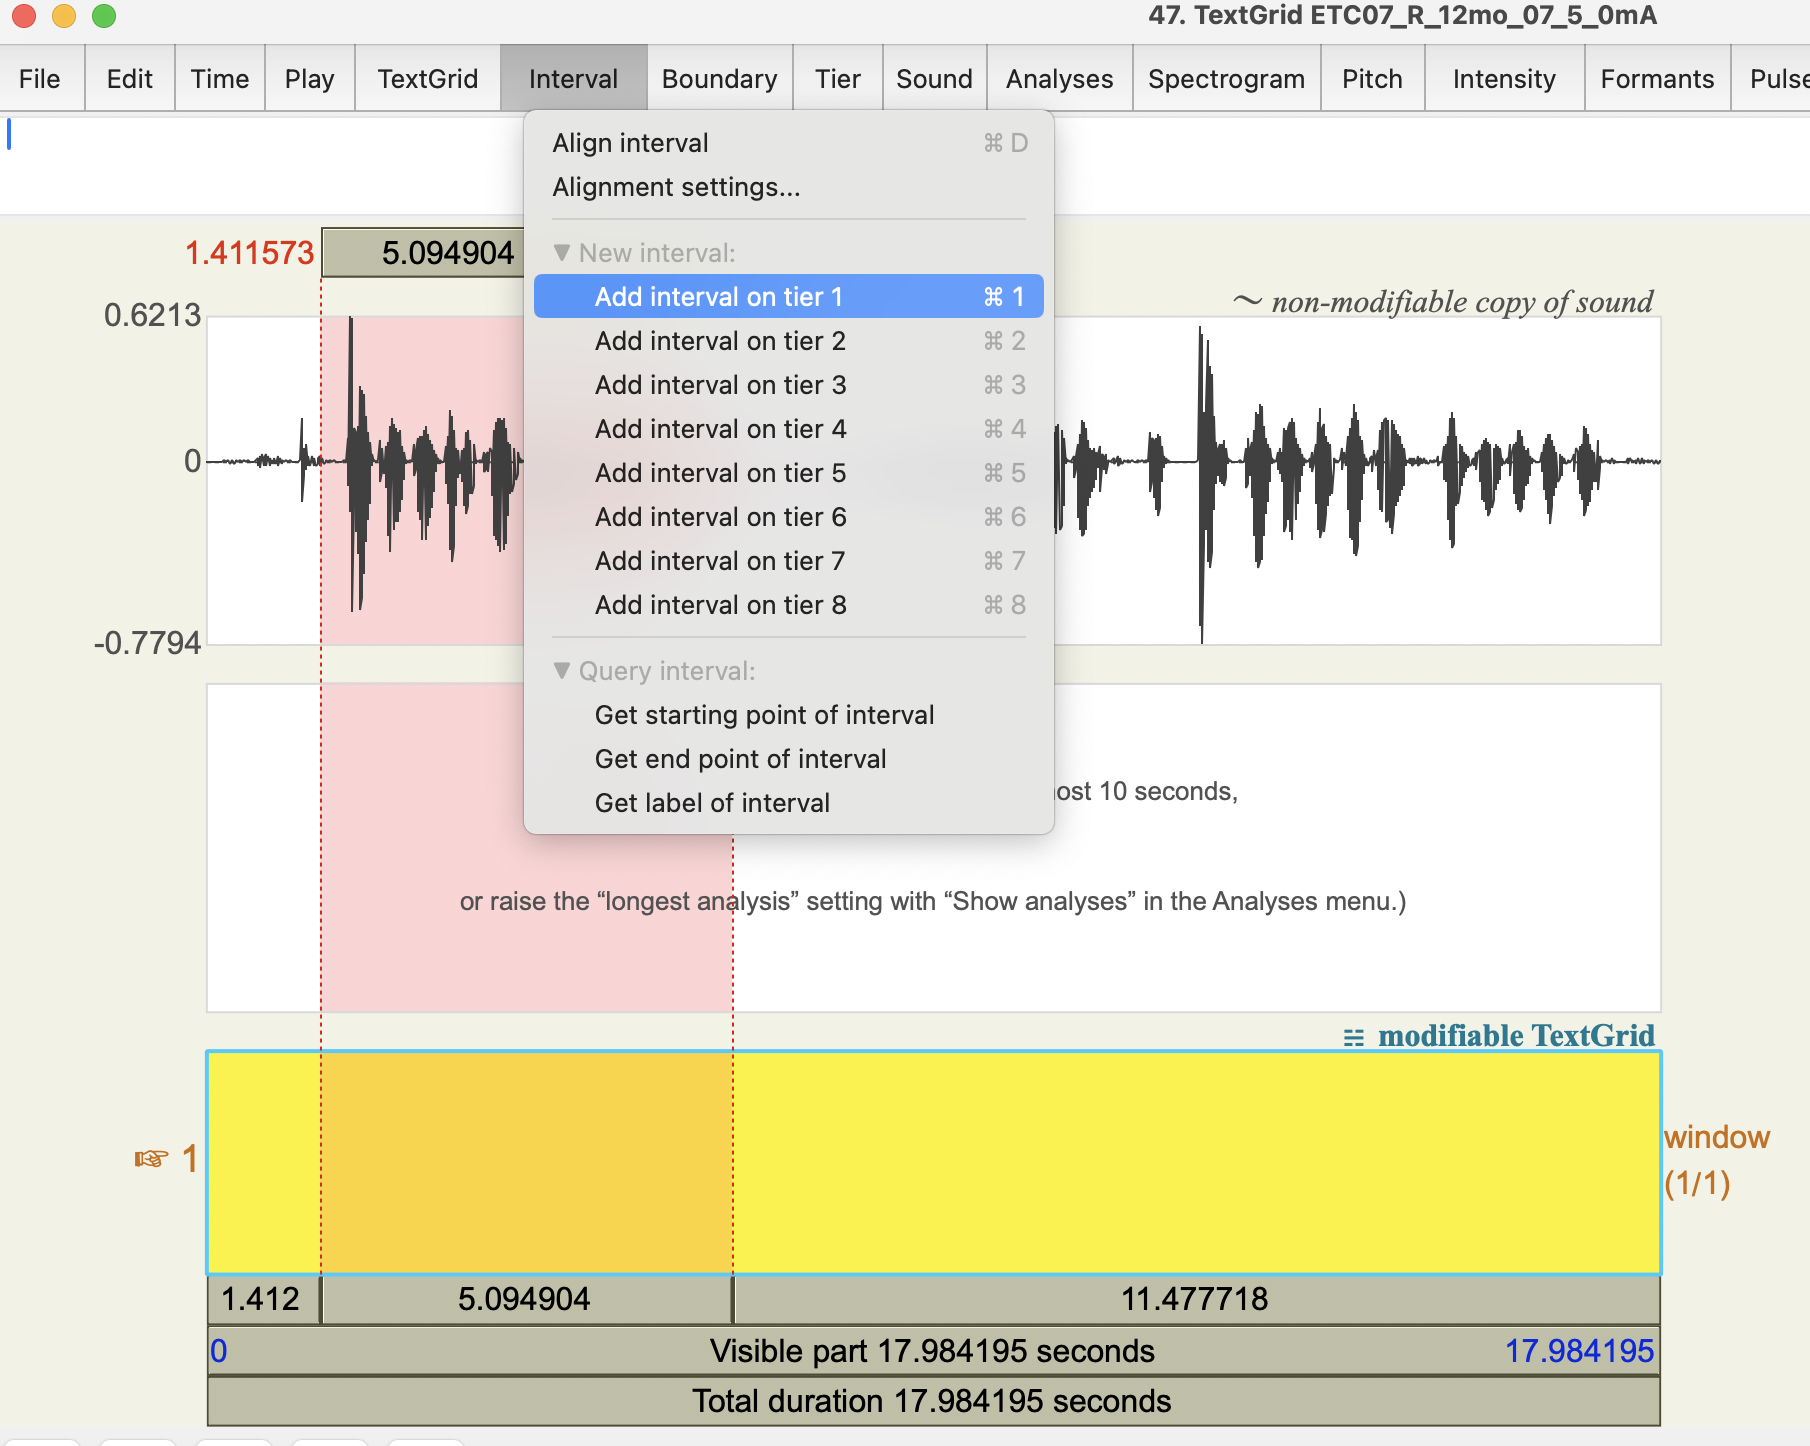 47. TextGrid ETC07_R_12mo_07_5_0mA
File Edit Time Play TextGrid Interval Boundary Tier Sound Analyses Spectrogram Pitch Intensity Formants
Align interval ⌘ D
Alignment settings...
1.411573 5.094904
▼ New interval:
Add interval on tier 1 ⌘ 1
~ non-modifiable copy of sound
0.6213
Add interval on tier 2 ⌘ 2
Add interval on tier 3 ⌘ 3
Add interval on tier 4 ⌘ 4
0
Add interval on tier 5 ⌘ 5
Add interval on tier 6 ⌘ 6
Add interval on tier 7 ⌘ 7
Add interval on tier 8 ⌘ 8
-0.7794
▼ Query interval:
Get starting point of interval
Get end point of interval
10 seconds,
Get label of interval
or raise the “longest analysis” setting with “Show analyses” in the Analyses menu.)
modifiable TextGrid
☞ 1
window
(1/1)
1.412 5.094904 11.477718
0 Visible part 17.984195 seconds 17.984195
Total duration 17.984195 seconds